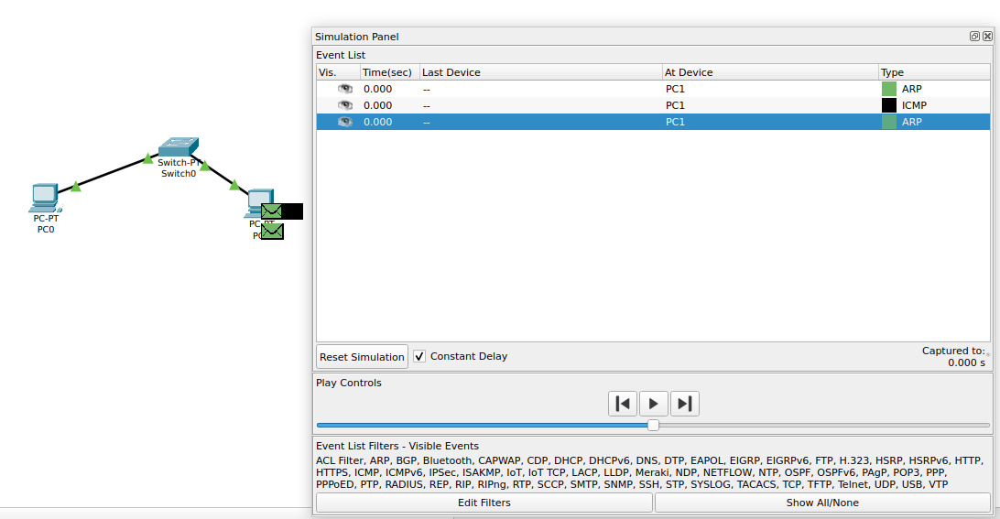 Simulation Panel
Event List
Vis. Time(sec) Last Device At Device Type
0.000 -- PC1 ARP
0.000 -- PC1 ICMP
0.000 -- PC1 ARP
Switch-PT
Switch0
PC-PT
PC0
PC-PT
Reset Simulation Constant Delay Captured to:
0.000 s
Play Controls
Event List Filters - Visible Events
ACL Filter, ARP, BGP, Bluetooth, CAPWAP, CDP, DHCP, DHCPv6, DNS, DTP, EAPOL, EIGRP, EIGRPv6, FTP, H.323, HSRP, HSRPv6, HTTP,
HTTPS, ICMP, ICMPv6, IPSec, ISAKMP, IoT, IoT TCP, LACP, LLDP, Meraki, NDP, NETFLOW, NTP, OSPF, OSPFv6, PAgP, POP3, PPP,
PPPoED, PTP, RADIUS, REP, RIP, RIPng, RTP, SCCP, SMTP, SNMP, SSH, STP, SYSLOG, TACACS, TCP, TFTP, Telnet, UDP, USB, VTP
Edit Filters Show All/None